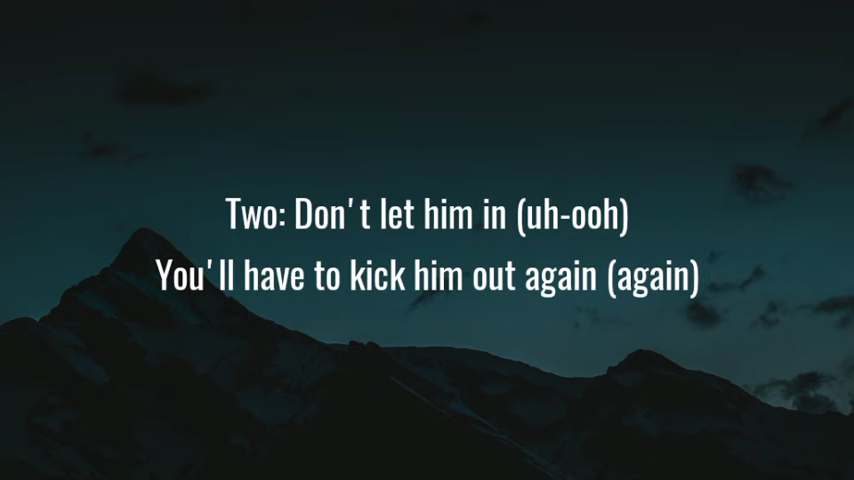 Two: Don't let him in (uh-ooh)
You'll have to kick him out again (again)